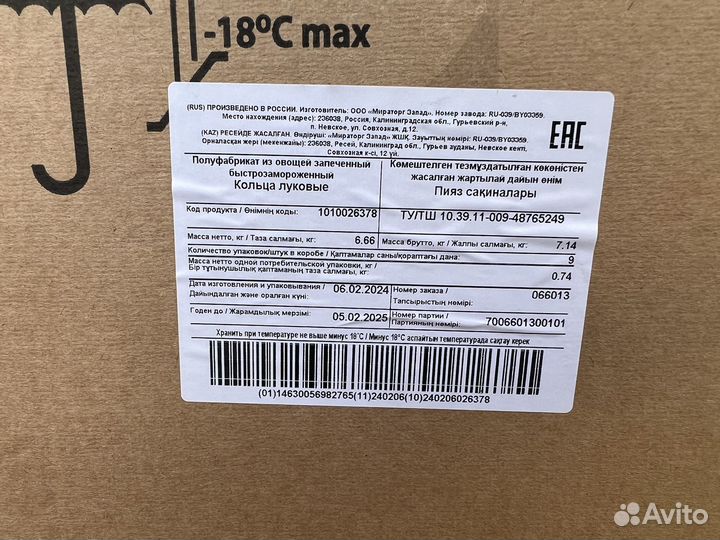 -18°C max
(RUS) ПРОИЗВЕДЕНО В РОССИИ. Изготовитель: ООО «Мираторг Запад». Номер завода: RU-039/BY03359.
Место нахождения (адрес): 236038, Россия, Калининградская обл., Гурьевский р-н,
п. Невское, ул. Совхозная, д.12.
(KAZ) РЕСЕЙДЕ ЖАСАЛҒАН. Өндіруші: «Мираторг Запад» ЖШҚ. Зауыттың нөмірі: RU-039/BY03359.
Орналасқан жері (мекенжайы): 236038, Ресей, Калининград обл., Гурьев ауданы, Невское кент,
Совхозная к-сі, 12 үй.
EAC
Полуфабрикат из овощей запеченный
быстрозамороженный
Кольца луковые
Көмештелген тезмұздатылған көкөністен
жасалған жартылай дайын өнім
Пияз сақиналары
Код продукта / Өнімнің коды: 1010026378
ТУ/ТШ 10.39.11-009-48765249
Масса нетто, кг / Таза салмағы, кг: 6.66
Масса брутто, кг / Жалпы салмағы, кг: 7.14
Количество упаковок/штук в коробе / Қаптамалар саны/қораптағы дана: 9
Масса нетто одной потребительской упаковки, кг /
Бір тұтынушылық қаптаманың таза салмағы, кг: 0.74
Дата изготовления и упаковывания /
Дайындалған және оралған күні: 06.02.2024
Номер заказа /
Тапсырыстың нөмірі: 066013
Годен до / Жарамдылық мерзімі: 05.02.2025
Номер партии /
Партияның нөмірі: 7006601300101
Хранить при температуре не выше минус 18°С / Минус 18°С аспайтын температурада сақтау керек
(01)14630056982765(11)240206(10)240206026378
Avito